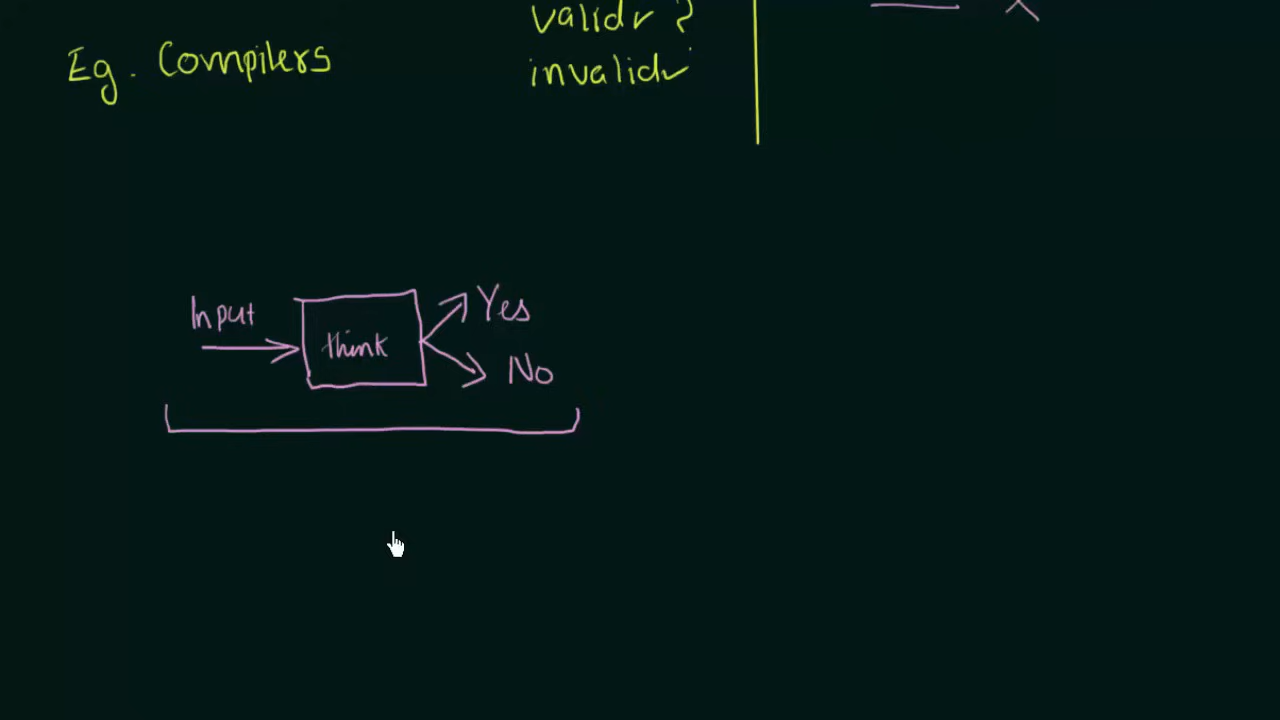 valid ?
Eg. Compilers
invalid
Input
think
Yes
No